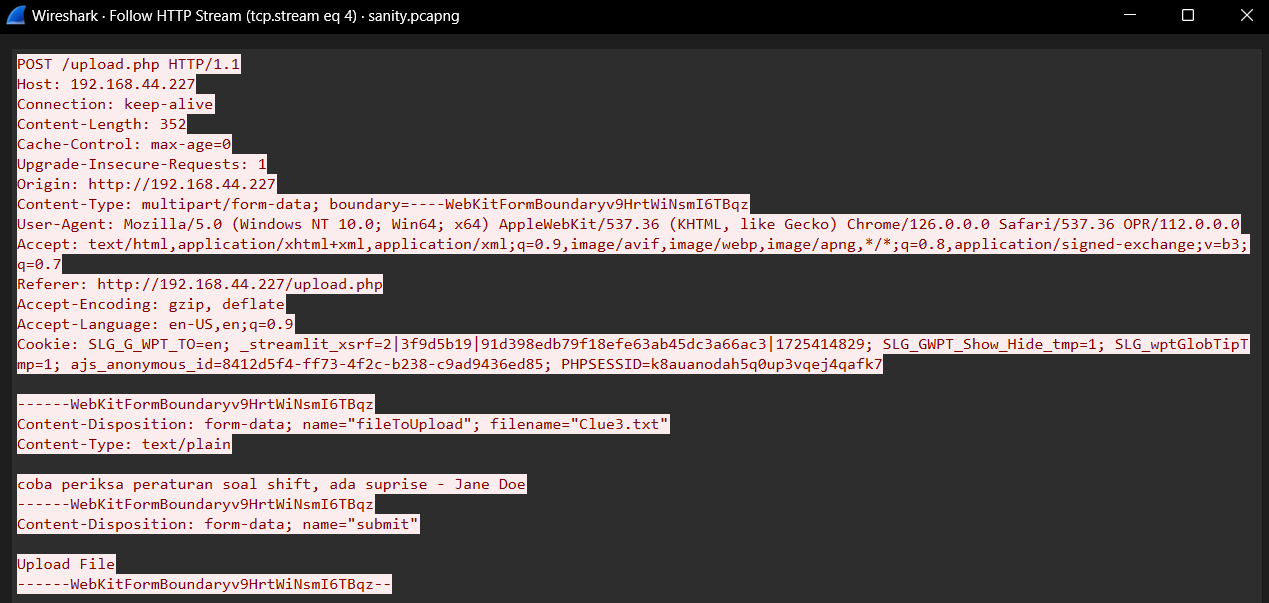 Wireshark · Follow HTTP Stream (tcp.stream eq 4) · sanity.pcapng
POST /upload.php HTTP/1.1
Host: 192.168.44.227
Connection: keep-alive
Content-Length: 352
Cache-Control: max-age=0
Upgrade-Insecure-Requests: 1
Origin: http://192.168.44.227
Content-Type: multipart/form-data; boundary=----WebKitFormBoundaryv9HrtWiNsmI6TBqz
User-Agent: Mozilla/5.0 (Windows NT 10.0; Win64; x64) AppleWebKit/537.36 (KHTML, like Gecko) Chrome/126.0.0.0 Safari/537.36 OPR/112.0.0.0
Accept: text/html,application/xhtml+xml,application/xml;q=0.9,image/avif,image/webp,image/apng,*/*;q=0.8,application/signed-exchange;v=b3;
q=0.7
Referer: http://192.168.44.227/upload.php
Accept-Encoding: gzip, deflate
Accept-Language: en-US,en;q=0.9
Cookie: SLG_G_WPT_TO=en; _streamlit_xsrf=2|3f9d5b19|91d398edb79f18efe63ab45dc3a66ac3|1725414829; SLG_GWPT_Show_Hide_tmp=1; SLG_wptGlobTipT
mp=1; ajs_anonymous_id=8412d5f4-ff73-4f2c-b238-c9ad9436ed85; PHPSESSID=k8auanodah5q0up3vqej4qafk7
------WebKitFormBoundaryv9HrtWiNsmI6TBqz
Content-Disposition: form-data; name="fileToUpload"; filename="Clue3.txt"
Content-Type: text/plain
coba periksa peraturan soal shift, ada suprise - Jane Doe
------WebKitFormBoundaryv9HrtWiNsmI6TBqz
Content-Disposition: form-data; name="submit"
Upload File
------WebKitFormBoundaryv9HrtWiNsmI6TBqz--